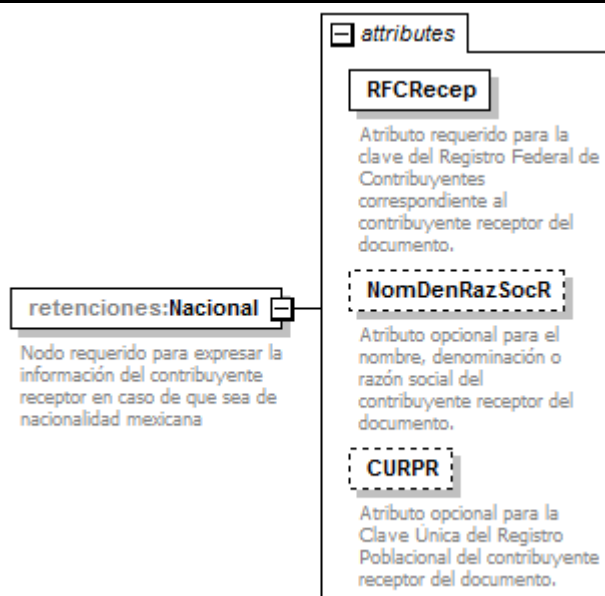 attributes
RFCRecep
Atributo requerido para la
clave del Registro Federal de
Contribuyentes
correspondiente al
contribuyente receptor del
documento.
retenciones:Nacional
Nodo requerido para expresar la
información del contribuyente
receptor en caso de que sea de
nacionalidad mexicana
NomDenRazSocR
Atributo opcional para el
nombre, denominación o
razón social del
contribuyente receptor del
documento.
CURPR
Atributo opcional para la
Clave Única del Registro
Poblacional del contribuyente
receptor del documento.